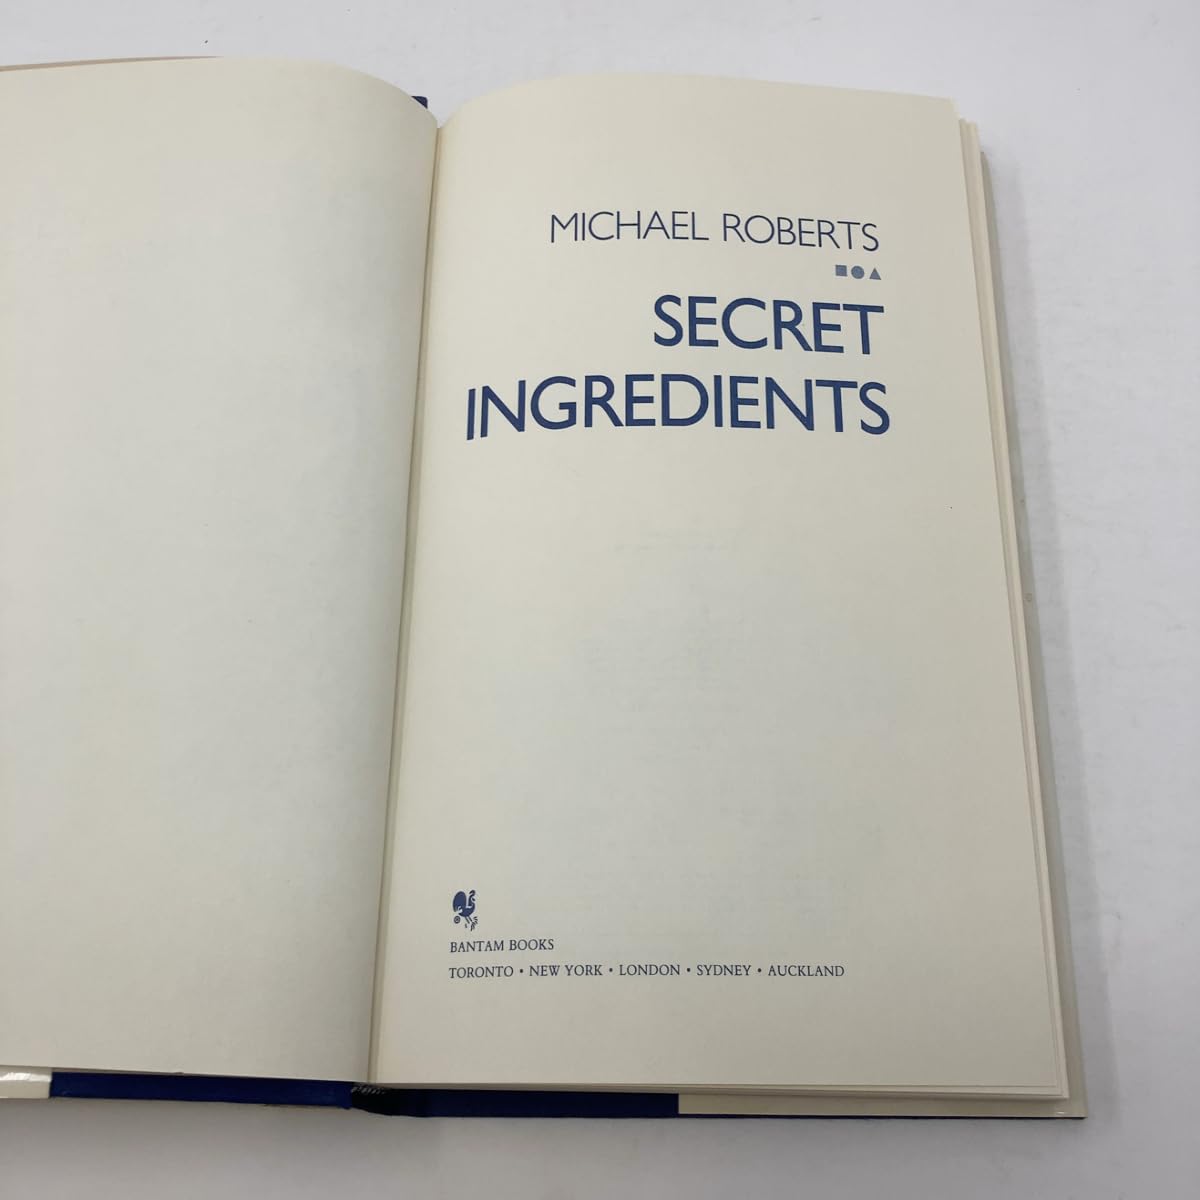 MICHAEL ROBERTS
SECRET
INGREDIENTS
BANTAM BOOKS
TORONTO • NEW YORK • LONDON • SYDNEY • AUCKLAND